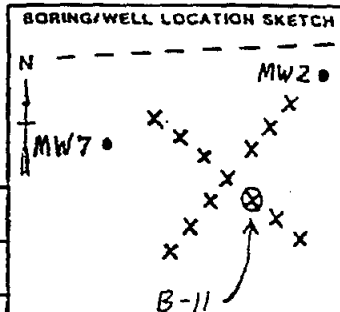 BORING/WELL LOCATION SKETCH
N
MW2
MW7
X X X X X X X X X X X X X
B-11